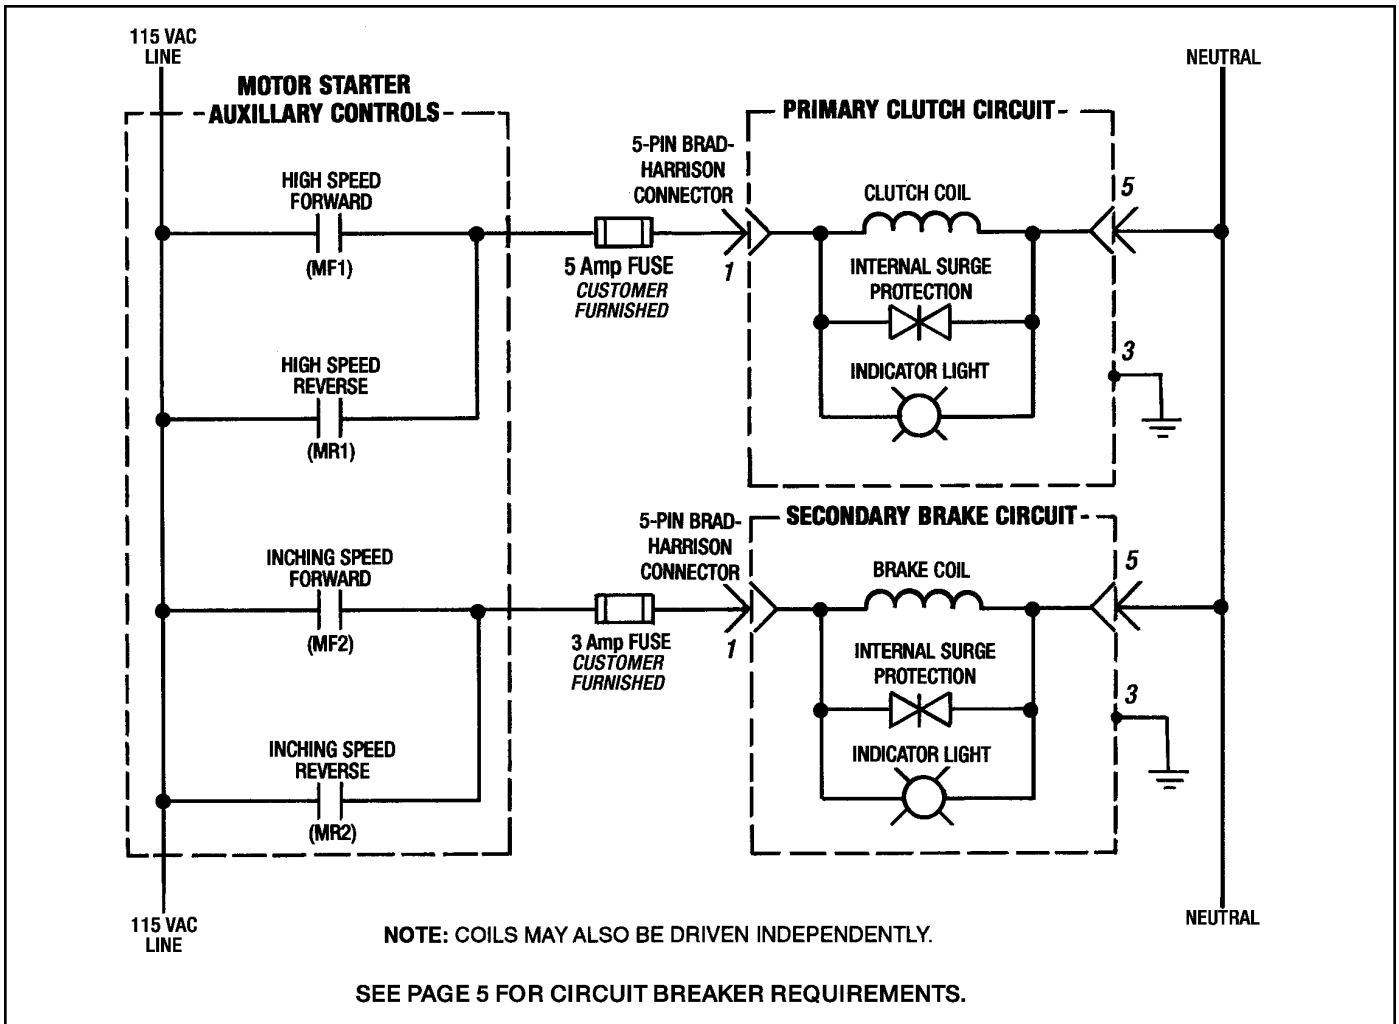 115 VAC
LINE
NEUTRAL
MOTOR STARTER
AUXILLARY CONTROLS
PRIMARY CLUTCH CIRCUIT
HIGH SPEED
FORWARD
(MF1)
5 Amp FUSE
CUSTOMER
FURNISHED
5-PIN BRAD-
HARRISON
CONNECTOR
1
CLUTCH COIL
5
INTERNAL SURGE
PROTECTION
3
INDICATOR LIGHT
HIGH SPEED
REVERSE
(MR1)
SECONDARY BRAKE CIRCUIT
INCHING SPEED
FORWARD
(MF2)
3 Amp FUSE
CUSTOMER
FURNISHED
5-PIN BRAD-
HARRISON
CONNECTOR
1
BRAKE COIL
5
INTERNAL SURGE
PROTECTION
3
INDICATOR LIGHT
INCHING SPEED
REVERSE
(MR2)
115 VAC
LINE
NEUTRAL
NOTE: COILS MAY ALSO BE DRIVEN INDEPENDENTLY.
SEE PAGE 5 FOR CIRCUIT BREAKER REQUIREMENTS.